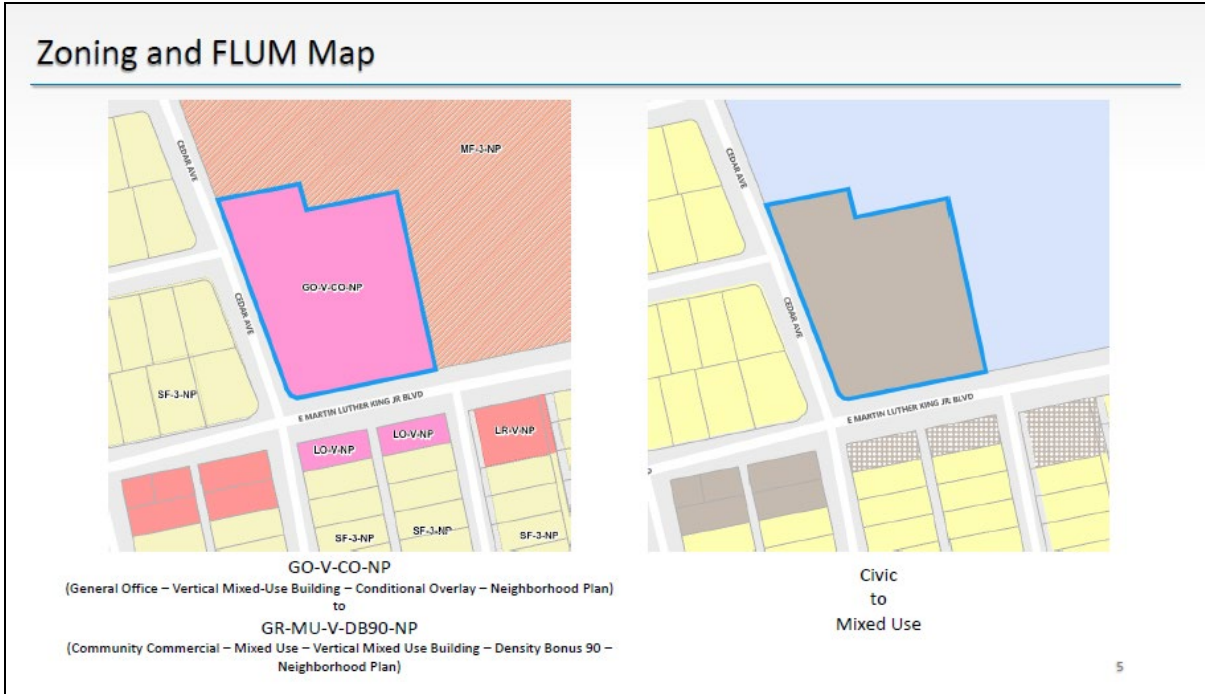 Zoning and FLUM Map
CEDAR AVE
MF-3-NP
GO-V-CO-NP
CEDAR AVE
SF-3-NP
E MARTIN LUTHER KING JR BLVD
LO-V-NP
LO-V-NP
LR-V-NP
SF-3-NP
SF-3-NP
SF-3-NP
CEDAR AVE
CEDAR AVE
E MARTIN LUTHER KING JR BLVD
GO-V-CO-NP
(General Office – Vertical Mixed-Use Building – Conditional Overlay – Neighborhood Plan)
to
GR-MU-V-DB90-NP
(Community Commercial – Mixed Use – Vertical Mixed Use Building – Density Bonus 90 –
Neighborhood Plan)
Civic
to
Mixed Use
5